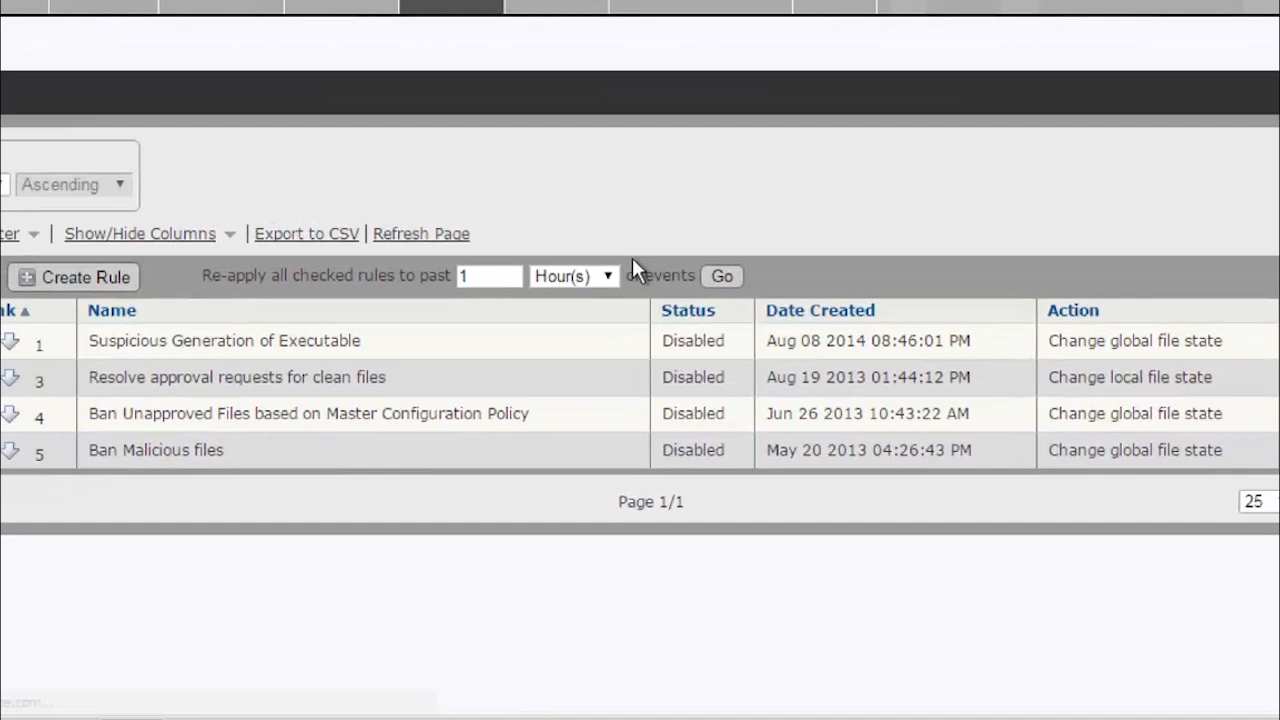 Ascending
ter | Show/Hide Columns | Export to CSV | Refresh Page
Create Rule Re-apply all checked rules to past 1 Hour(s) events Go
nk Name Status Date Created Action
1 Suspicious Generation of Executable Disabled Aug 08 2014 08:46:01 PM Change global file state
3 Resolve approval requests for clean files Disabled Aug 19 2013 01:44:12 PM Change local file state
4 Ban Unapproved Files based on Master Configuration Policy Disabled Jun 26 2013 10:43:22 AM Change global file state
5 Ban Malicious files Disabled May 20 2013 04:26:43 PM Change global file state
Page 1/1 25